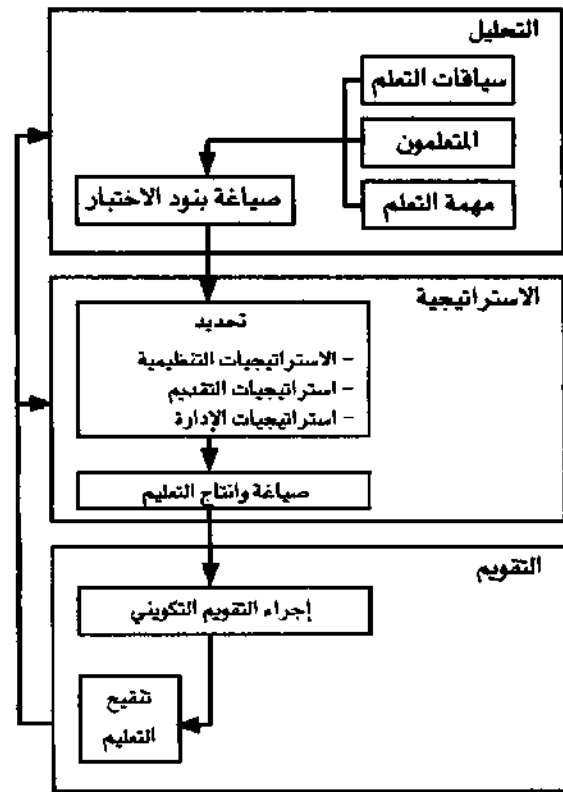 التحليل
سياقات التعلم
المتعلمون
مهمة التعلم
صياغة بنود الاختبار
الاستراتيجية
تحديد
- الاستراتيجيات التنظيمية
- استراتيجيات التقديم
- استراتيجيات الإدارة
صياغة وانتاج التعليم
التقويم
إجراء التقويم التكويني
تنقيح
التعليم